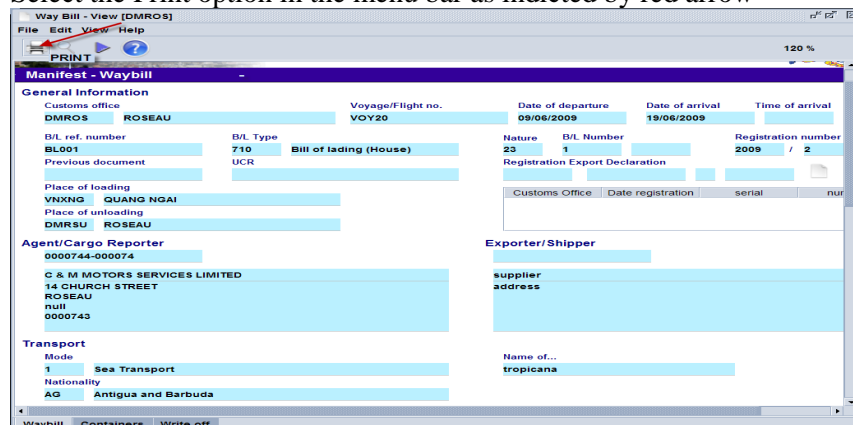 Select the Print option in the menu bar as indicted by red arrow
Way Bill - View [DMROS]
File Edit View Help
PRINT
120 %
Manifest - Waybill -
General Information
Customs office Voyage/Flight no. Date of departure Date of arrival Time of arrival
DMROS ROSEAU VOY20 09/06/2009 19/06/2009
B/L ref. number B/L Type Nature B/L Number Registration number
BL001 710 Bill of lading (House) 23 1 2009 / 2
Previous document UCR Registration Export Declaration
Place of loading
VNXNG QUANG NGAI
Customs Office Date registration serial nur
Place of unloading
DMRSU ROSEAU
Agent/Cargo Reporter Exporter/Shipper
0000744-000074
C & M MOTORS SERVICES LIMITED supplier
14 CHURCH STREET address
ROSEAU
null
0000743
Transport
Mode Name of...
1 Sea Transport tropicana
Nationality
AG Antigua and Barbuda
Waybill Containers Write off